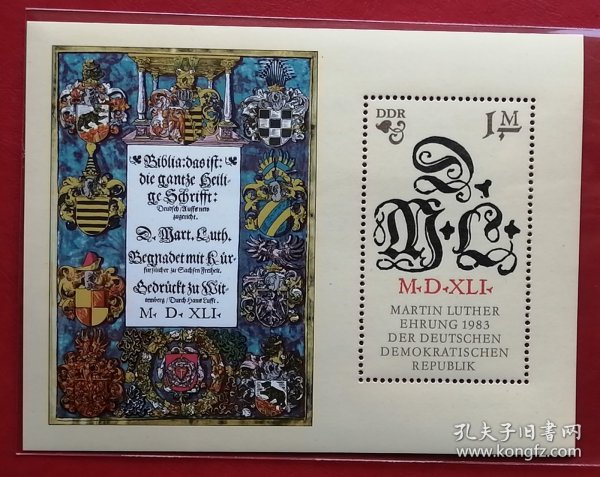 Biblia: das ist:
die gantze Heili-
ge Schrifft:
Deudsch / Auffs new
zugericht.
D. Mart. Luth.
Begnadet mit Kür-
fürstlicher zu Sachsen Freiheit.
Gedrückt zu Wit-
temberg / Durch Hans Lufft.
M D XLI
DDR
1 M
D
M L
M·D·XLI·
MARTIN LUTHER
EHRUNG 1983
DER DEUTSCHEN
DEMOKRATISCHEN
REPUBLIK
孔夫子旧書网
www.kongfz.com